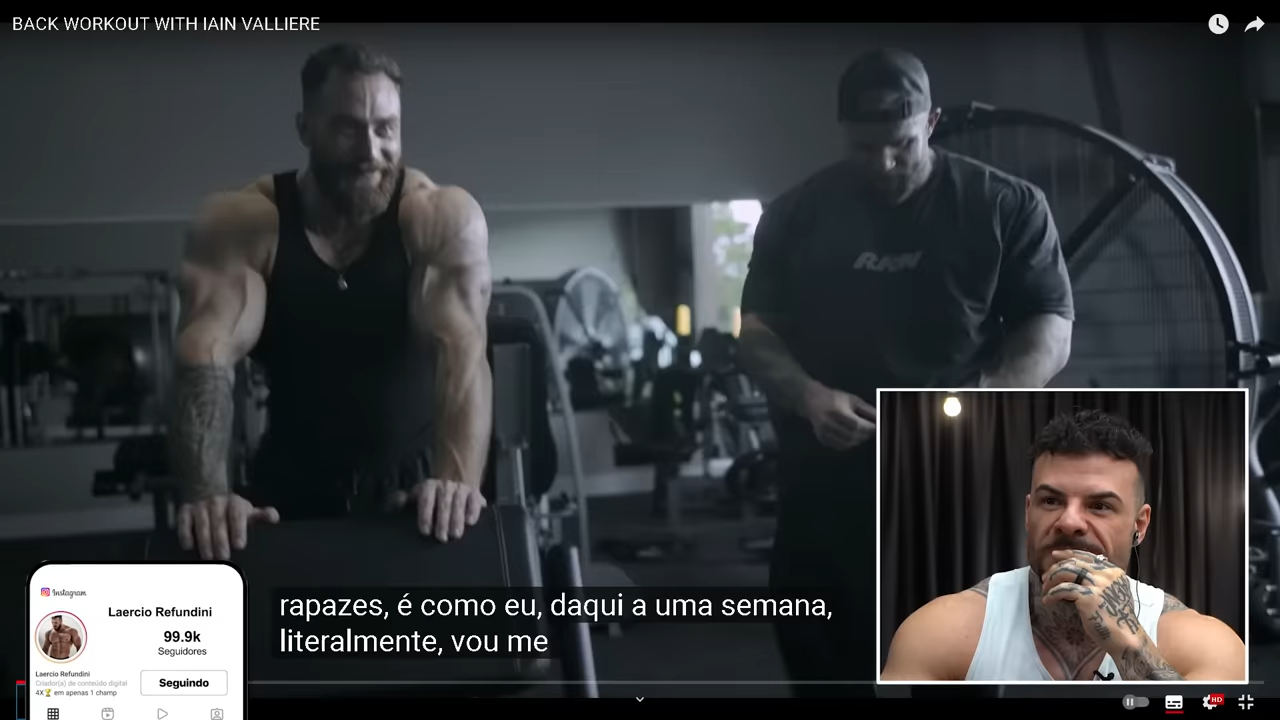 BACK WORKOUT WITH IAIN VALLIERE
RAW
rapazes, é como eu, daqui a uma semana,
literalmente, vou me
Instagram
Laercio Refundini
99.9k
Seguidores
Laercio Refundini
Criador(a) de conteúdo digital
4X🏆 em apenas 1 champ
Seguindo
HD